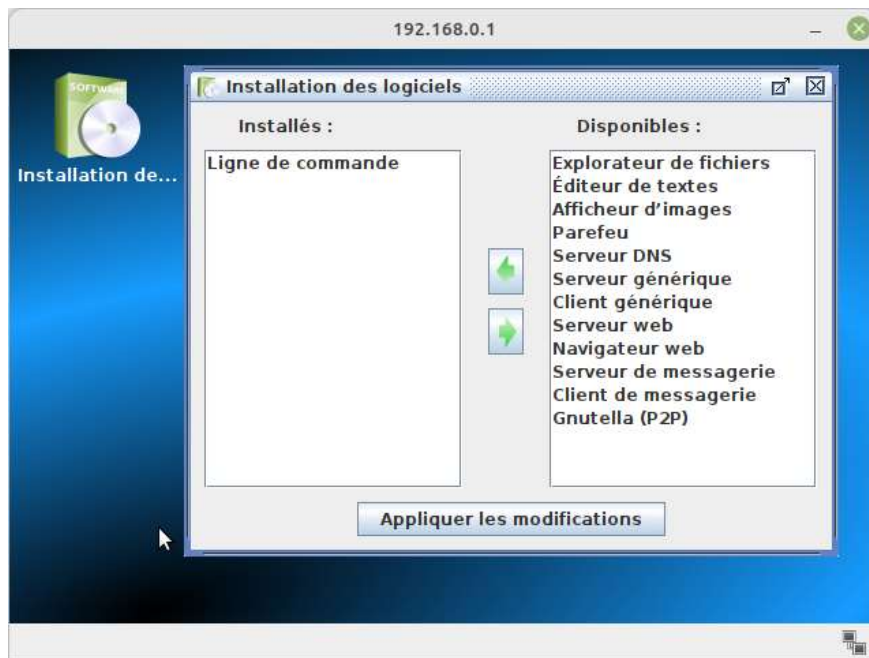 192.168.0.1
SOFTWARE
Installation de...
Installation des logiciels
Installés :
Ligne de commande
Disponibles :
Explorateur de fichiers
Éditeur de textes
Afficheur d’images
Parefeu
Serveur DNS
Serveur générique
Client générique
Serveur web
Navigateur web
Serveur de messagerie
Client de messagerie
Gnutella (P2P)
Appliquer les modifications